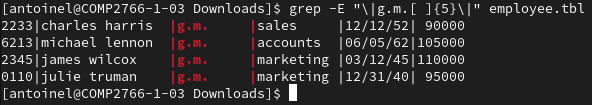 [antoinel@COMP2766-1-03 Downloads]$ grep -E "\|g.m.[ ]{5}\|" employee.tbl
2233|charles harris  |g.m.     |sales     |12/12/52| 90000
6213|michael lennon  |g.m.     |accounts  |06/05/62|105000
2345|james wilcox    |g.m.     |marketing |03/12/45|110000
0110|julie truman    |g.m.     |marketing |12/31/40| 95000
[antoinel@COMP2766-1-03 Downloads]$